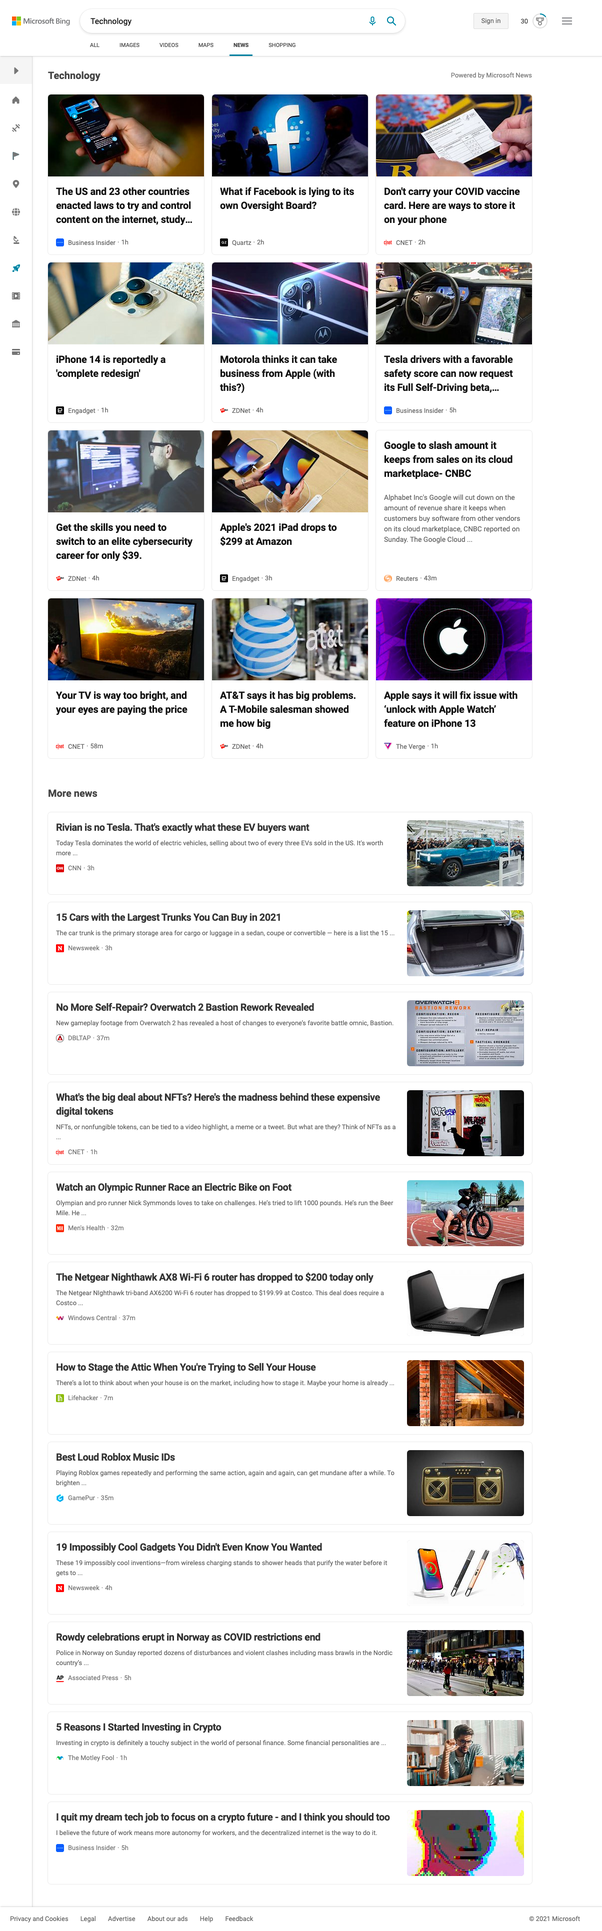 Microsoft Bing
Technology
Sign in
30
ALL
IMAGES
VIDEOS
MAPS
NEWS
SHOPPING
Technology
Powered by Microsoft News
The US and 23 other countries
enacted laws to try and control
content on the internet, study...
Business Insider · 1h
What if Facebook is lying to its
own Oversight Board?
Quartz · 2h
Don't carry your COVID vaccine
card. Here are ways to store it
on your phone
CNET · 2h
iPhone 14 is reportedly a
'complete redesign'
Engadget · 1h
Motorola thinks it can take
business from Apple (with
this?)
ZDNet · 4h
Tesla drivers with a favorable
safety score can now request
its Full Self-Driving beta,...
Business Insider · 5h
Get the skills you need to
switch to an elite cybersecurity
career for only $39.
ZDNet · 4h
Apple's 2021 iPad drops to
$299 at Amazon
Engadget · 3h
Google to slash amount it
keeps from sales on its cloud
marketplace- CNBC
Alphabet Inc's Google will cut down on the
amount of revenue share it keeps when
customers buy software from other vendors
on its cloud marketplace, CNBC reported on
Sunday. The Google Cloud ...
Reuters · 43m
Your TV is way too bright, and
your eyes are paying the price
CNET · 58m
at&t
AT&T says it has big problems.
A T-Mobile salesman showed
me how big
ZDNet · 4h
Apple says it will fix issue with
'unlock with Apple Watch'
feature on iPhone 13
The Verge · 1h
More news
Rivian is no Tesla. That's exactly what these EV buyers want
Today Tesla dominates the world of electric vehicles, selling about two of every three EVs sold in the US. It's worth
more ...
CNN · 3h
15 Cars with the Largest Trunks You Can Buy in 2021
The car trunk is the primary storage area for cargo or luggage in a sedan, coupe or convertible — here is a list the 15 ...
Newsweek · 3h
No More Self-Repair? Overwatch 2 Bastion Rework Revealed
New gameplay footage from Overwatch 2 has revealed a host of changes to everyone's favorite battle omnic, Bastion.
DBLTAP · 37m
OVERWATCH 2
BASTION REWORK
What's the big deal about NFTs? Here's the madness behind these expensive
digital tokens
NFTs, or nonfungible tokens, can be tied to a video highlight, a meme or a tweet. But what are they? Think of NFTs as a
...
CNET · 1h
Watch an Olympic Runner Race an Electric Bike on Foot
Olympian and pro runner Nick Symmonds loves to take on challenges. He's tried to lift 1000 pounds. He's run the Beer
Mile. He ...
Men's Health · 32m
The Netgear Nighthawk AX8 Wi-Fi 6 router has dropped to $200 today only
The Netgear Nighthawk tri-band AX6200 Wi-Fi 6 router has dropped to $199.99 at Costco. This deal does require a
Costco ...
Windows Central · 37m
How to Stage the Attic When You're Trying to Sell Your House
There's a lot to think about when your house is on the market, including how to stage it. Maybe your home is already ...
Lifehacker · 7m
Best Loud Roblox Music IDs
Playing Roblox games repeatedly and performing the same action, again and again, can get mundane after a while. To
brighten ...
GamePur · 35m
19 Impossibly Cool Gadgets You Didn't Even Know You Wanted
These 19 impossibly cool inventions—from wireless charging stands to shower heads that purify the water before it
gets to ...
Newsweek · 4h
Rowdy celebrations erupt in Norway as COVID restrictions end
Police in Norway on Sunday reported dozens of disturbances and violent clashes including mass brawls in the Nordic
country's ...
AP Associated Press · 5h
5 Reasons I Started Investing in Crypto
Investing in crypto is definitely a touchy subject in the world of personal finance. Some financial personalities are ...
The Motley Fool · 1h
I quit my dream tech job to focus on a crypto future - and I think you should too
I believe the future of work means more autonomy for workers, and the decentralized internet is the way to do it.
Business Insider · 5h
Privacy and Cookies
Legal
Advertise
About our ads
Help
Feedback
© 2021 Microsoft